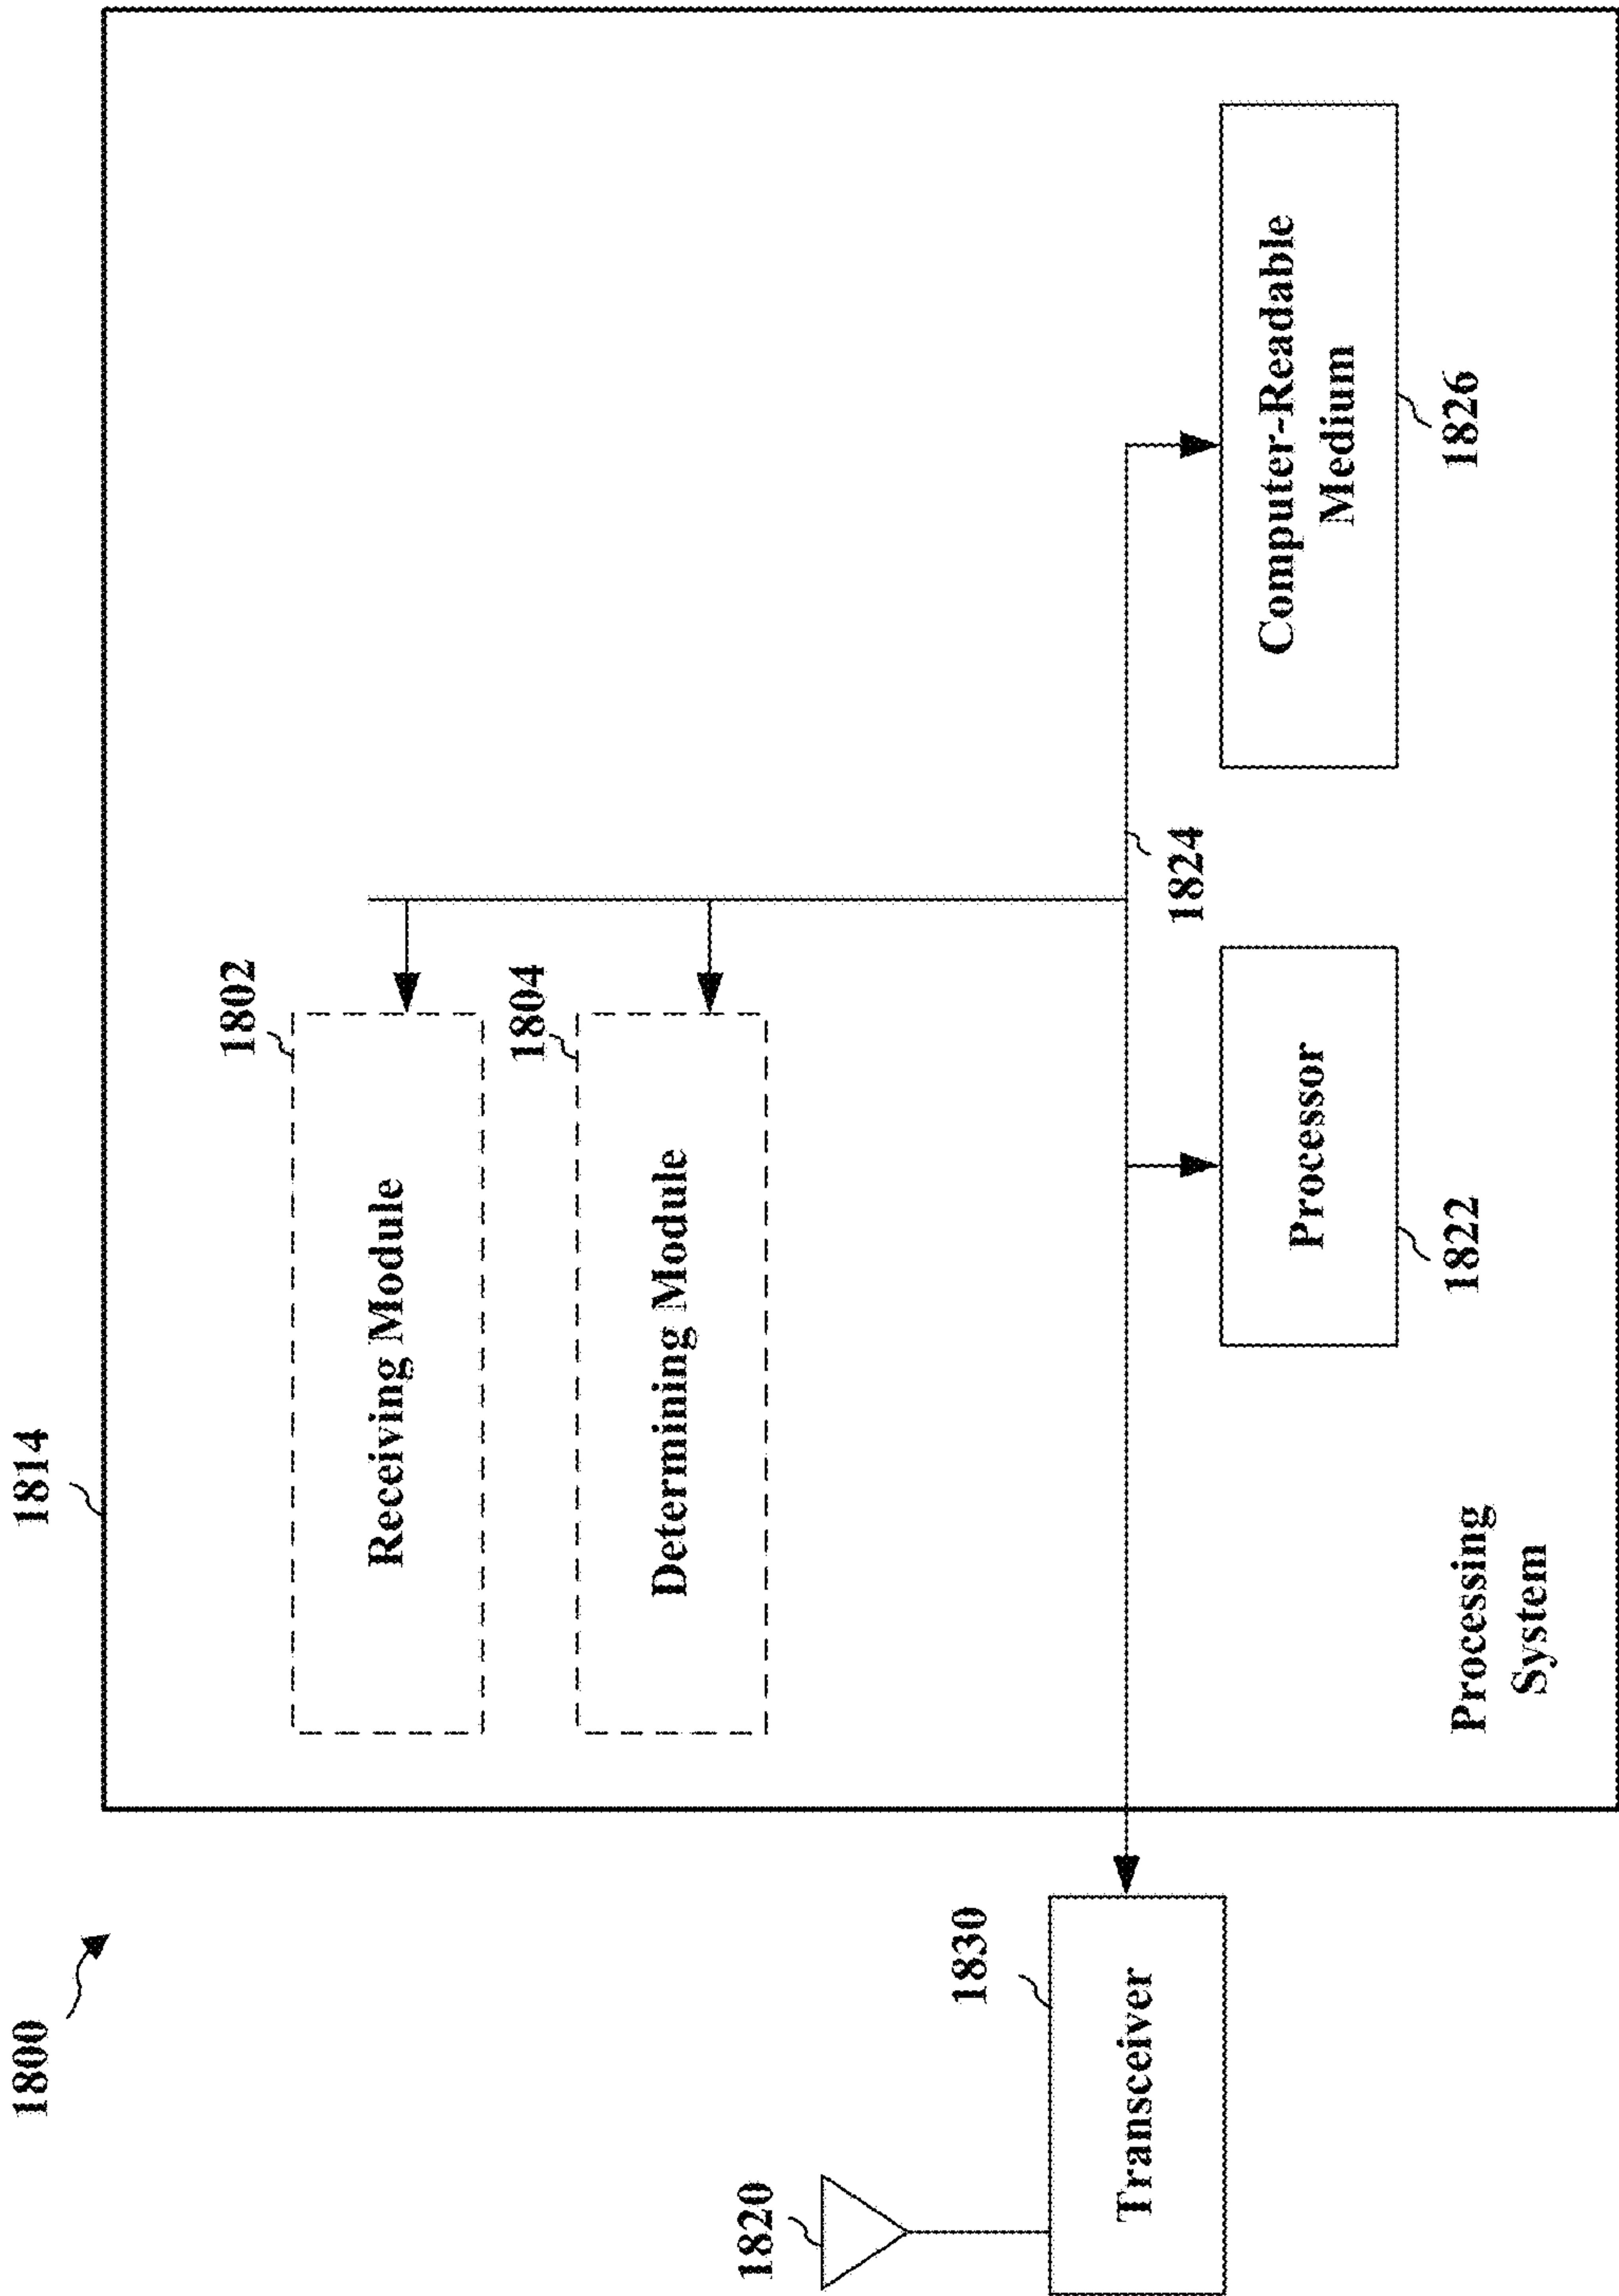 1800
1814
1802
Receiving Module
1804
Determining Module
1820
1830
Transceiver
1824
Processor
1822
Computer-Readable
Medium
1826
Processing
System